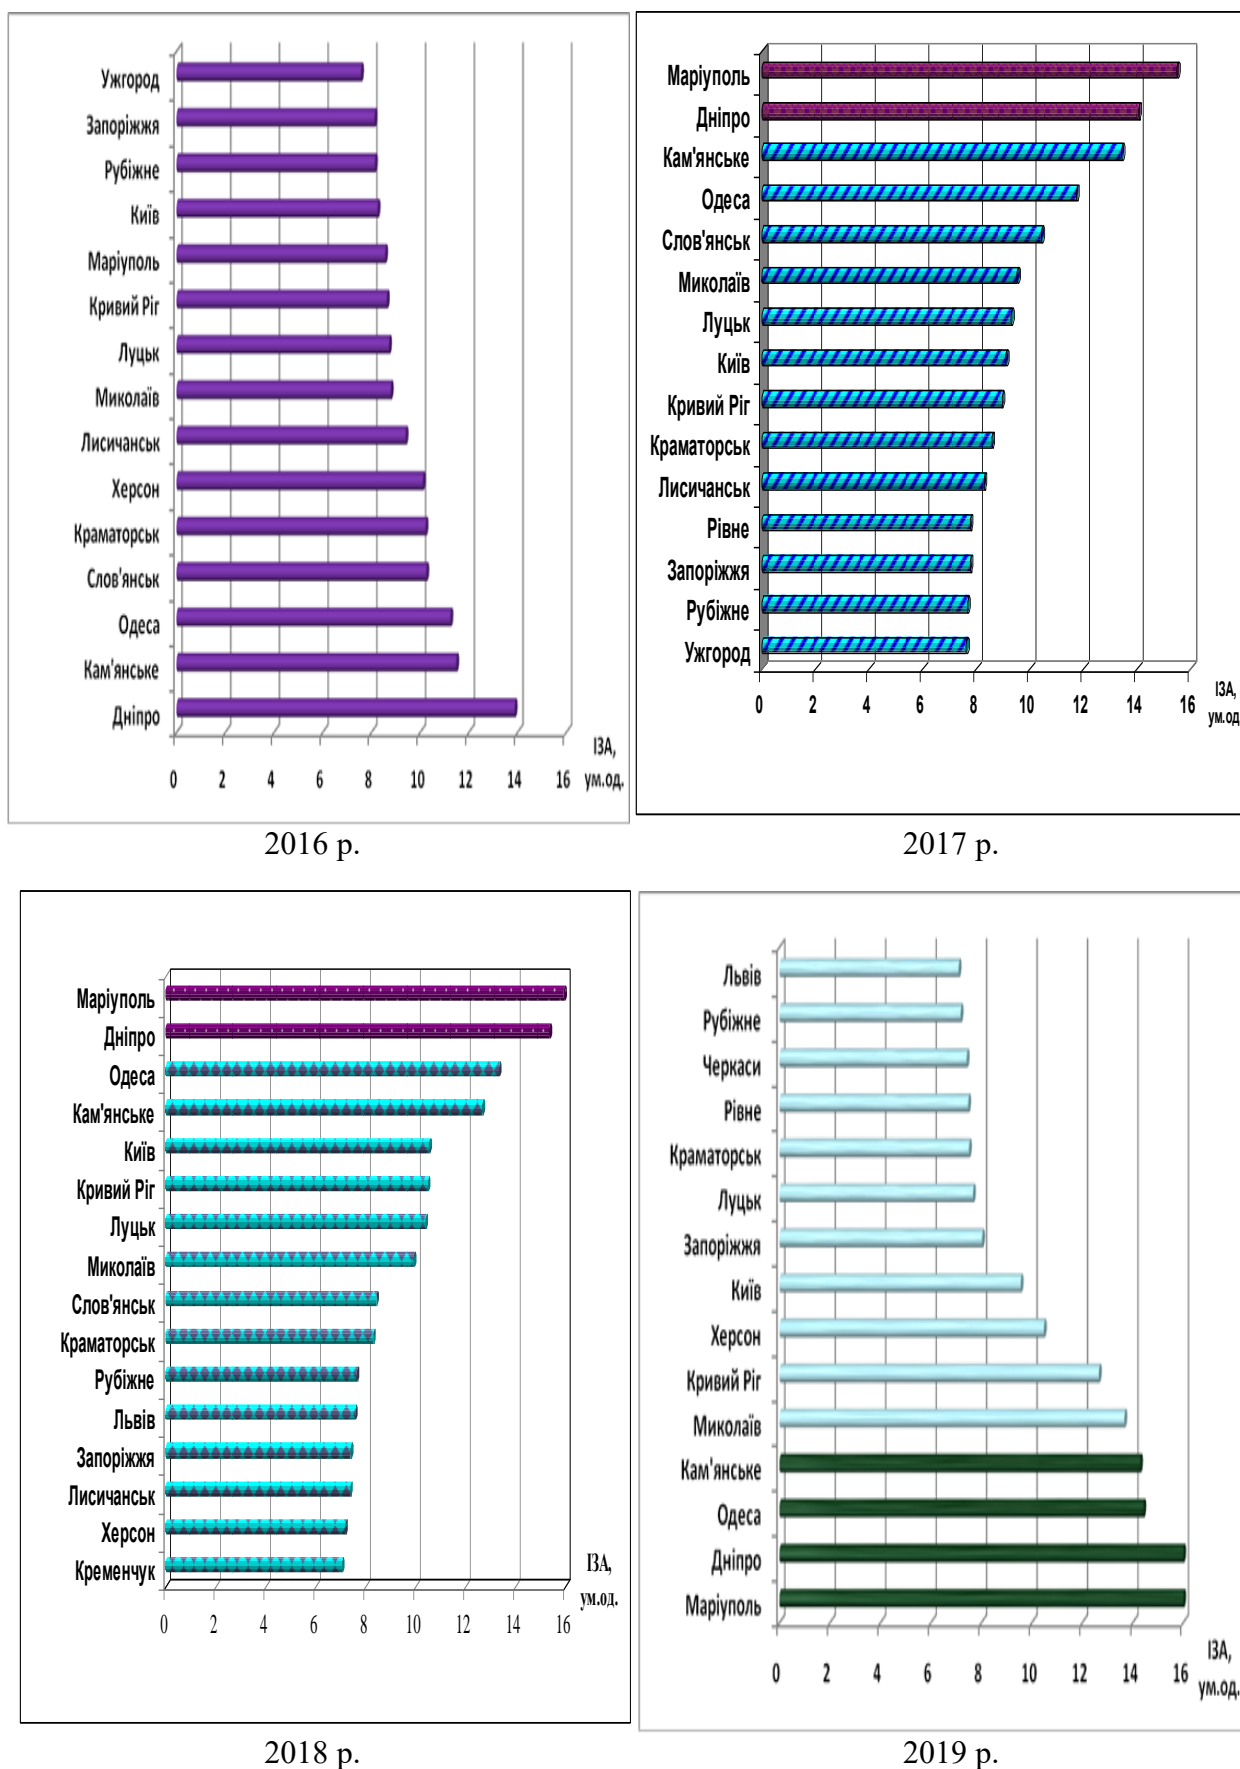 Ужгород
Запоріжжя
Рубіжне
Київ
Маріуполь
Кривий Ріг
Луцьк
Миколаїв
Лисичанськ
Херсон
Краматорськ
Слов'янськ
Одеса
Кам'янське
Дніпро
ІЗА,
ум.од.
0 2 4 6 8 10 12 14 16
2016 р.
Маріуполь
Дніпро
Кам'янське
Одеса
Слов'янськ
Миколаїв
Луцьк
Київ
Кривий Ріг
Краматорськ
Лисичанськ
Рівне
Запоріжжя
Рубіжне
Ужгород
0 2 4 6 8 10 12 14 16
ІЗА,
ум.од
2017 р.
Маріуполь
Дніпро
Одеса
Кам'янське
Київ
Кривий Ріг
Луцьк
Миколаїв
Слов'янськ
Краматорськ
Рубіжне
Львів
Запоріжжя
Лисичанськ
Херсон
Кременчук
ІЗА,
ум.од.
0 2 4 6 8 10 12 14 16
2018 р.
Львів
Рубіжне
Черкаси
Рівне
Краматорськ
Луцьк
Запоріжжя
Київ
Херсон
Кривий Ріг
Миколаїв
Кам'янське
Одеса
Дніпро
Маріуполь
ІЗА,
ум.од.
0 2 4 6 8 10 12 14 16
2019 р.